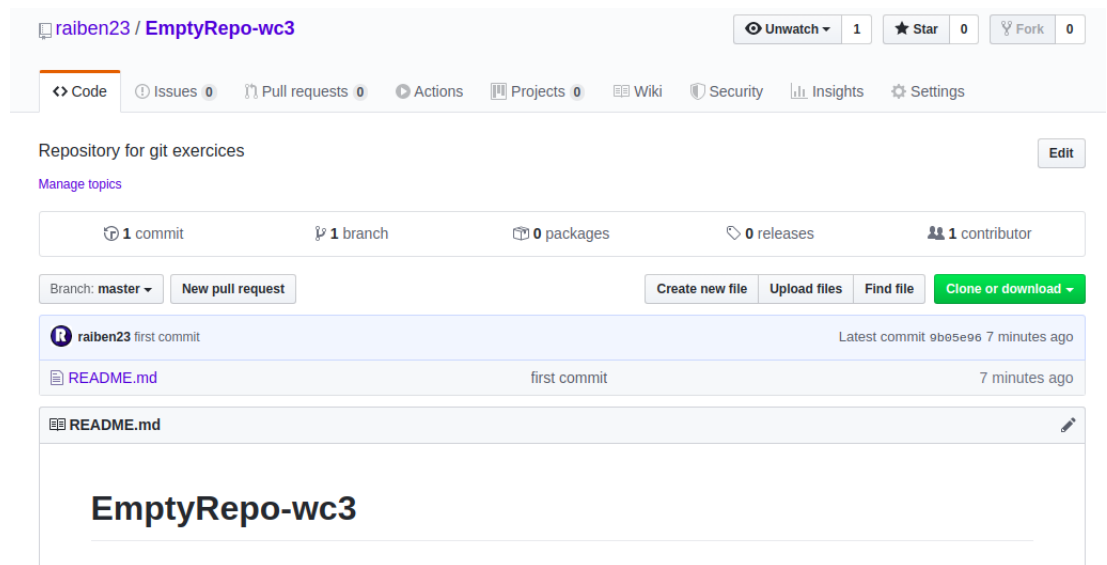 raiben23 / EmptyRepo-wc3 Unwatch 1 Star 0 Fork 0
Code Issues 0 Pull requests 0 Actions Projects 0 Wiki Security Insights Settings
Repository for git exercices Edit
Manage topics
1 commit 1 branch 0 packages 0 releases 1 contributor
Branch: master New pull request Create new file Upload files Find file Clone or download
R raiben23 first commit Latest commit 9b05e96 7 minutes ago
README.md first commit 7 minutes ago
README.md
EmptyRepo-wc3